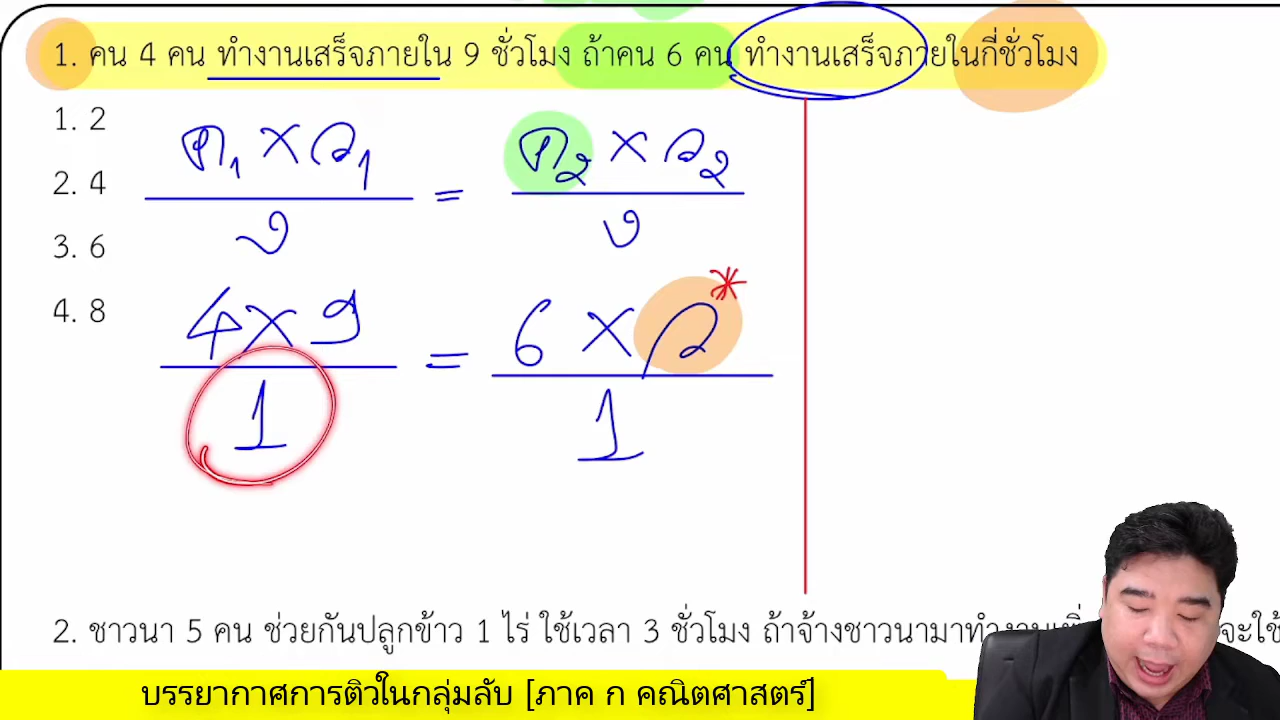 1. คน 4 คน ทำงานเสร็จภายใน 9 ชั่วโมง ถ้าคน 6 คน ทำงานเสร็จภายในกี่ชั่วโมง
1. 2
2. 4
3. 6
4. 8
ค1 × ว1 = ค2 × ว2
ง ง
4 × 9 = 6 × ว *
1 1
2. ชาวนา 5 คน ช่วยกันปลูกข้าว 1 ไร่ ใช้เวลา 3 ชั่วโมง ถ้าจ้างชาวนามาทำงาน จะใช้
บรรยากาศการติวในกลุ่มลับ [ภาค ก คณิตศาสตร์]